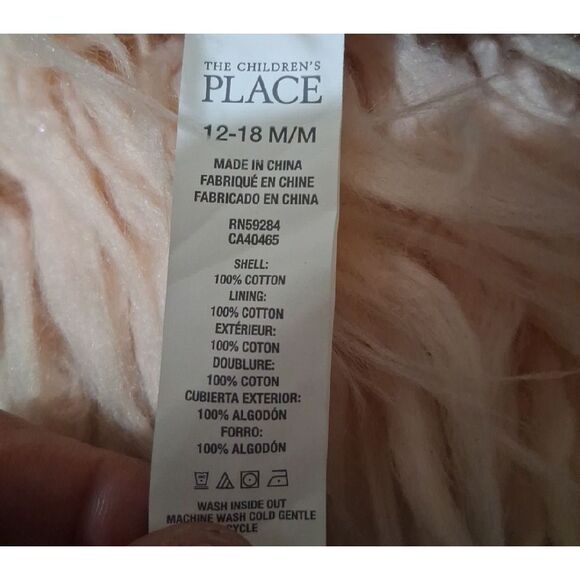 THE CHILDREN'S
PLACE
12-18 M/M
MADE IN CHINA
FABRIQUÉ EN CHINE
FABRICADO EN CHINA
RN59284
CA40465
SHELL:
100% COTTON
LINING:
100% COTTON
EXTÉRIEUR:
100% COTON
DOUBLURE:
100% COTON
CUBIERTA EXTERIOR:
100% ALGODÓN
FORRO:
100% ALGODÓN
WASH INSIDE OUT
MACHINE WASH COLD GENTLE
CYCLE